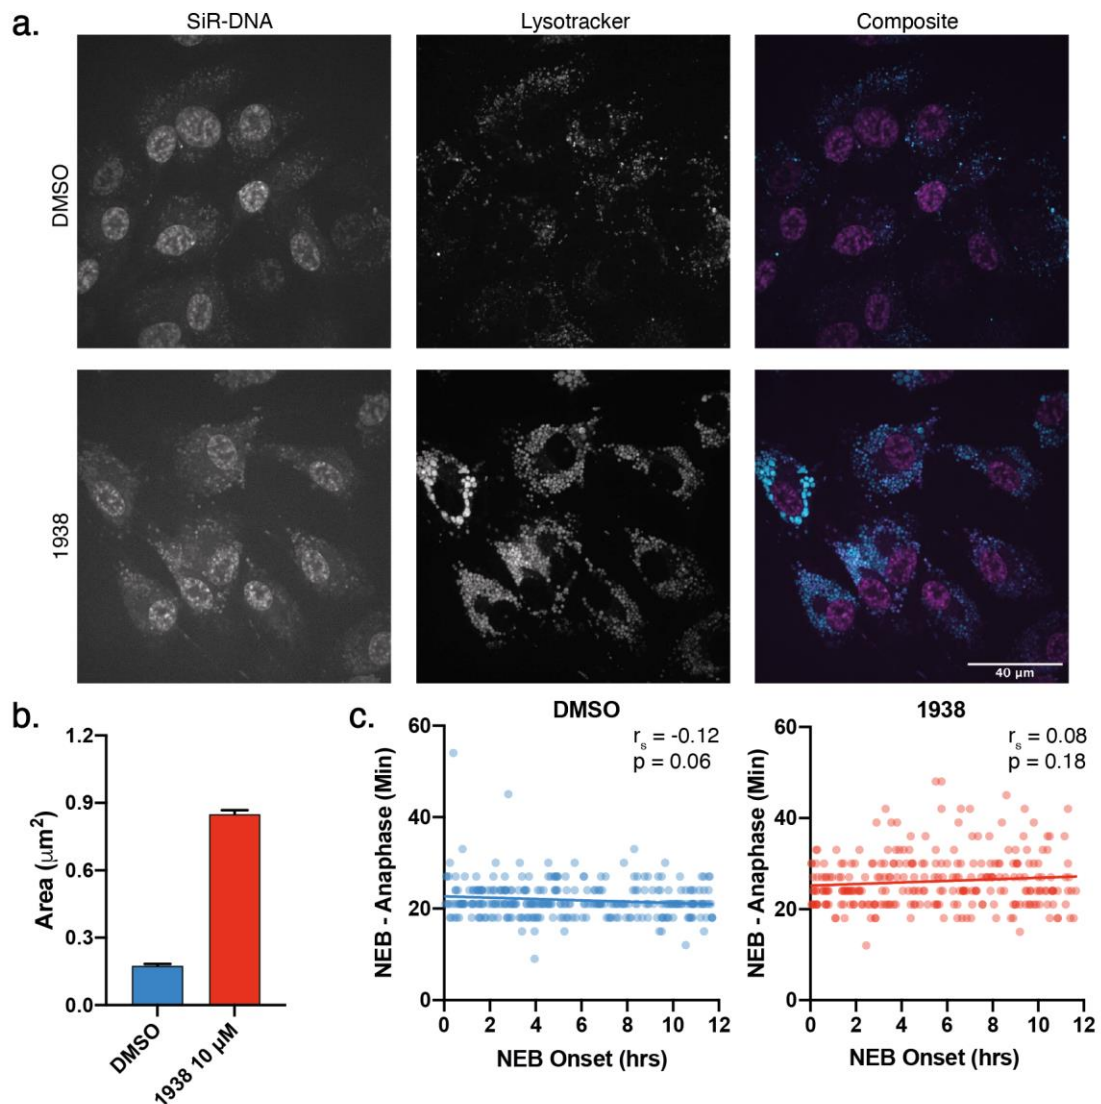 a.
SiR-DNA
Lysotracker
Composite
DMSO
1938
40 μm
b.
Area (μm²)
1.2
0.9
0.6
0.3
0.0
DMSO
1938 10 μM
c.
DMSO
r_s = -0.12
p = 0.06
NEB - Anaphase (Min)
60
40
20
0
0 2 4 6 8 10 12
NEB Onset (hrs)
1938
r_s = 0.08
p = 0.18
NEB - Anaphase (Min)
60
40
20
0
0 2 4 6 8 10 12
NEB Onset (hrs)